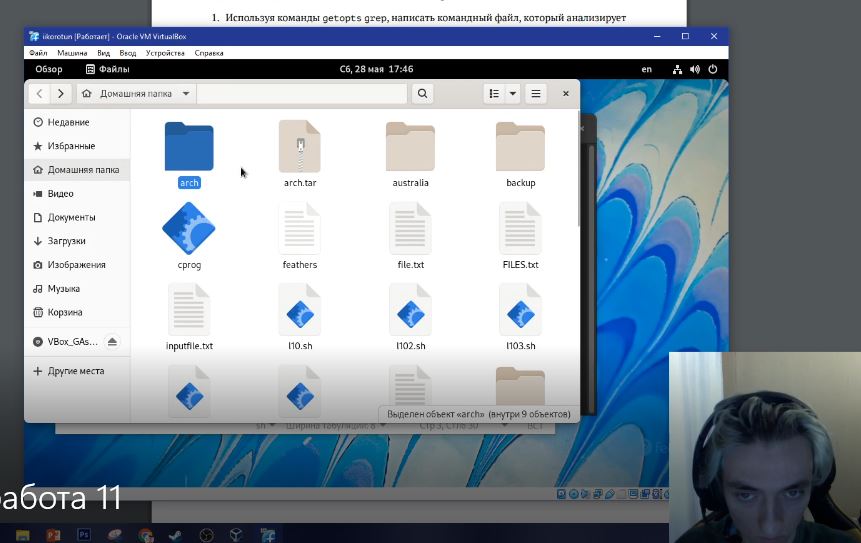 1. Используя команды getopts grep, написать командный файл, который анализирует
iikorotun [Работает] - Oracle VM VirtualBox
Файл Машина Вид Ввод Устройства Справка
Обзор Файлы Сб, 28 мая 17:46 en
Домашняя папка
Недавние
Избранные
Домашняя папка
Видео
Документы
Загрузки
Изображения
Музыка
Корзина
VBox_GAs...
Другие места
arch arch.tar australia backup
cprog feathers file.txt FILES.txt
inputfile.txt l10.sh l102.sh l103.sh
Выделен объект «arch» (внутри 9 объектов)
sh Ширина табуляции: 8 Стр 3, Стлб 30 ВСТ
работа 11